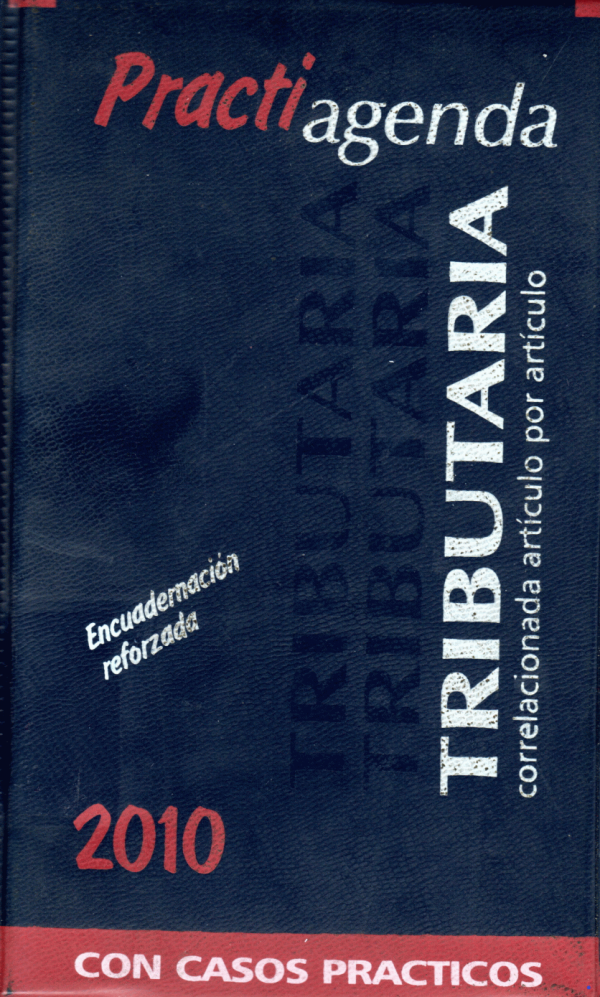 Practiagenda
TRIBUTARIA
TRIBUTARIA
TRIBUTARIA
correlacionada artículo por artículo
Encuadernación
reforzada
2010
CON CASOS PRACTICOS